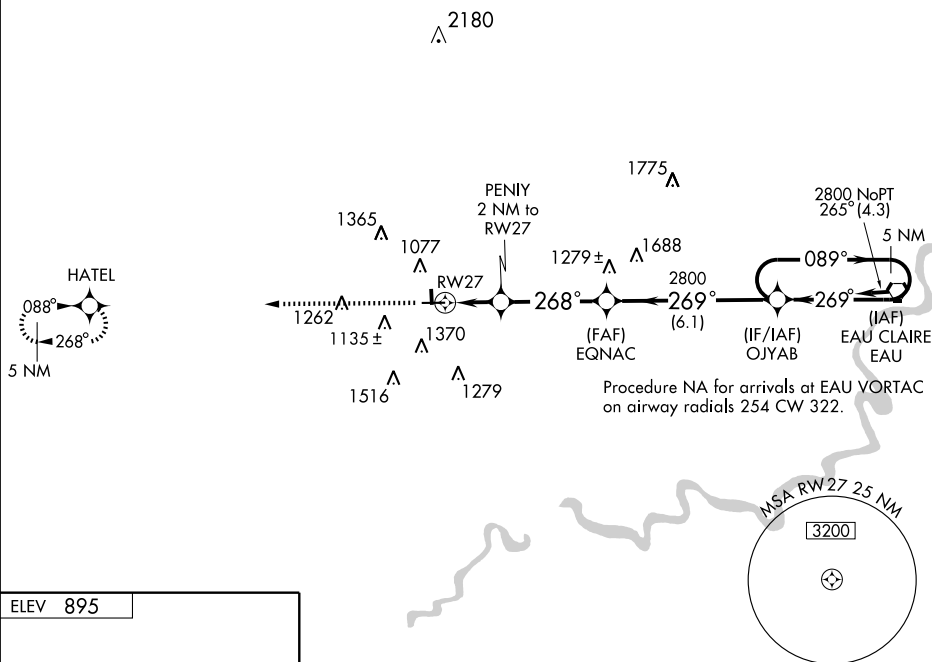 2180
1775
PENIY
2 NM to
RW27
2800 NoPT
265° (4.3)
5 NM
1365
1077
1279±
1688
089°
HATEL
088°
268°
5 NM
RW27
1262
1135±
1370
1516
1279
268°
2800
269°
(6.1)
269°
(FAF)
EQNAC
(IF/IAF)
OJYAB
(IAF)
EAU CLAIRE
EAU
Procedure NA for arrivals at EAU VORTAC
on airway radials 254 CW 322.
MSA RW27 25 NM
3200
ELEV 895